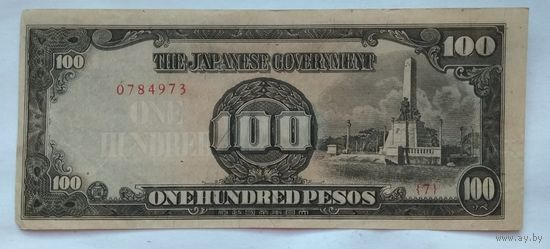 100 100
THE JAPANESE GOVERNMENT
0784973
ONE
HUNDRED
100
100 {7} 100
ONE HUNDRED PESOS
www.ay.by